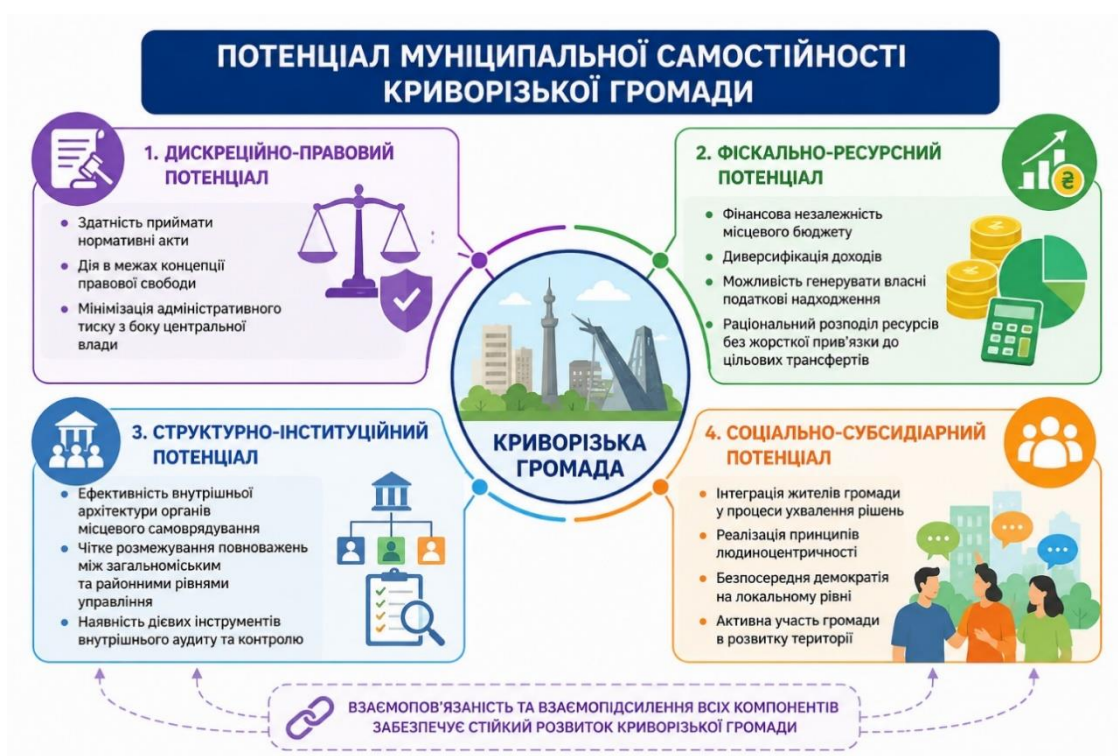 ПОТЕНЦІАЛ МУНІЦИПАЛЬНОЇ САМОСТІЙНОСТІ
КРИВОРІЗЬКОЇ ГРОМАДИ
1. ДИСКРЕЦІЙНО-ПРАВОВИЙ
ПОТЕНЦІАЛ
• Здатність приймати
нормативні акти
• Дія в межах концепції
правової свободи
• Мінімізація адміністративного
тиску з боку центральної
влади
2. ФІСКАЛЬНО-РЕСУРСНИЙ
ПОТЕНЦІАЛ
• Фінансова незалежність
місцевого бюджету
• Диверсифікація доходів
• Можливість генерувати власні
податкові надходження
• Раціональний розподіл ресурсів
без жорсткої прив'язки до
цільових трансфертів
КРИВОРІЗЬКА
ГРОМАДА
3. СТРУКТУРНО-ІНСТИТУЦІЙНИЙ
ПОТЕНЦІАЛ
• Ефективність внутрішньої
архітектури органів
місцевого самоврядування
• Чітке розмежування повноважень
між загальноміським
та районними рівнями
управління
• Наявність дієвих інструментів
внутрішнього аудиту та контролю
4. СОЦІАЛЬНО-СУБСИДІАРНИЙ
ПОТЕНЦІАЛ
• Інтеграція жителів громади
у процеси ухвалення рішень
• Реалізація принципів
людиноцентричності
• Безпосередня демократія
на локальному рівні
• Активна участь громади
в розвитку території
ВЗАЄМОПОВ'ЯЗАНІСТЬ ТА ВЗАЄМОПІДСИЛЕННЯ ВСІХ КОМПОНЕНТІВ
ЗАБЕЗПЕЧУЄ СТІЙКИЙ РОЗВИТОК КРИВОРІЗЬКОЇ ГРОМАДИ